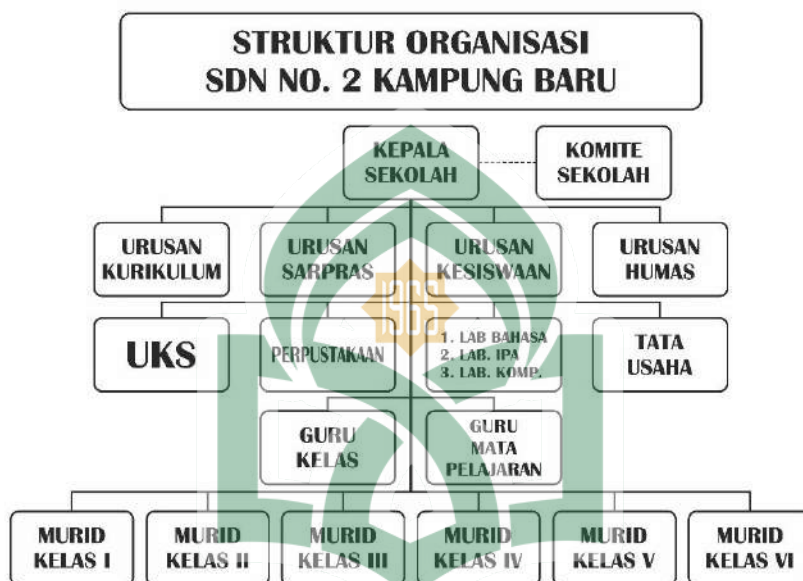 STRUKTUR ORGANISASI
SDN NO. 2 KAMPUNG BARU
KEPALA
SEKOLAH
KOMITE
SEKOLAH
URUSAN
KURIKULUM
URUSAN
SARPRAS
URUSAN
KESISWAAN
URUSAN
HUMAS
1965
UKS
PERPUSTAKAAN
1. LAB BAHASA
2. LAB. IPA
3. LAB. KOMP.
TATA
USAHA
GURU
KELAS
GURU
MATA
PELAJARAN
MURID
KELAS I
MURID
KELAS II
MURID
KELAS III
MURID
KELAS IV
MURID
KELAS V
MURID
KELAS VI